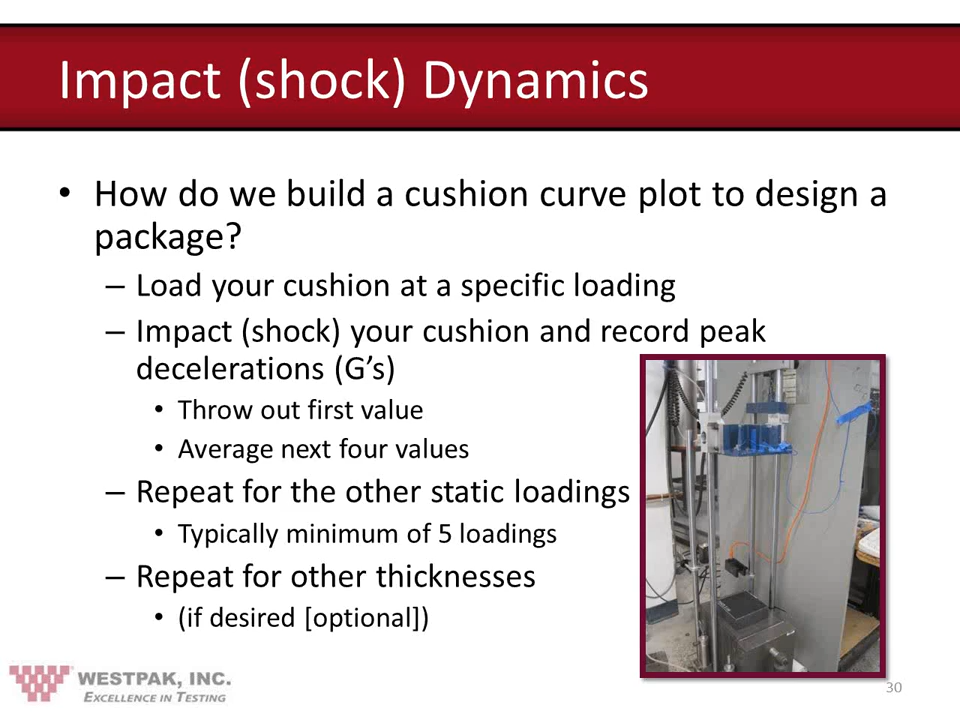 Impact (shock) Dynamics
• How do we build a cushion curve plot to design a
package?
– Load your cushion at a specific loading
– Impact (shock) your cushion and record peak
decelerations (G’s)
• Throw out first value
• Average next four values
– Repeat for the other static loadings
• Typically minimum of 5 loadings
– Repeat for other thicknesses
• (if desired [optional])
WESTPAK, INC.
EXCELLENCE IN TESTING
30